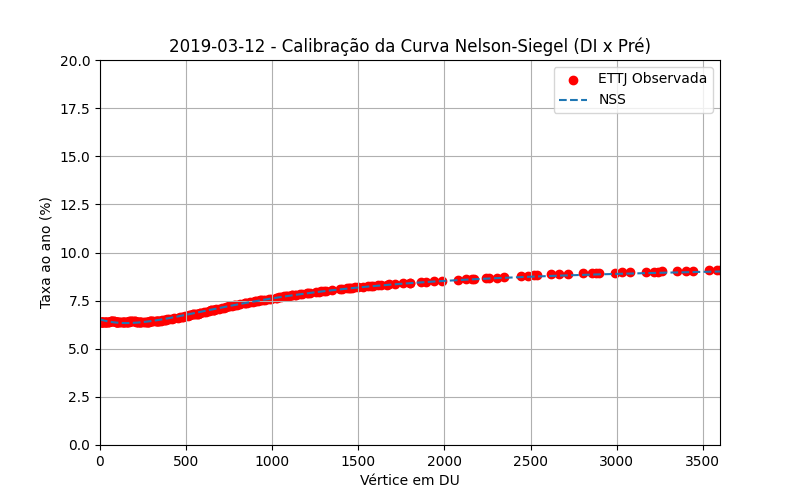 2019-03-12 - Calibração da Curva Nelson-Siegel (DI x Pré)
ETTJ Observada
NSS
Taxa ao ano (%)
20.0
17.5
15.0
12.5
10.0
7.5
5.0
2.5
0.0
0 500 1000 1500 2000 2500 3000 3500
Vértice em DU